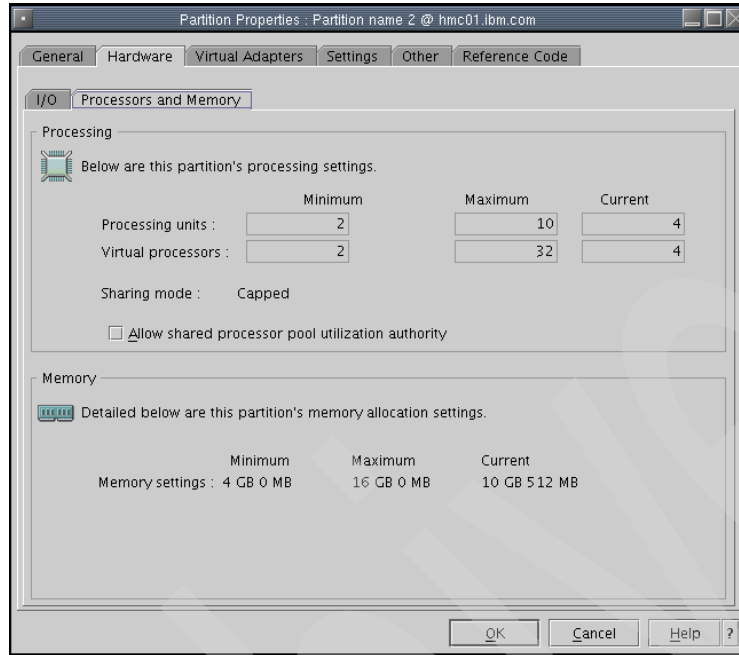 Partition Properties : Partition name 2 @ hmc01.ibm.com
General Hardware Virtual Adapters Settings Other Reference Code
I/O Processors and Memory
Processing
Below are this partition's processing settings.
Minimum Maximum Current
Processing units : 2 10 4
Virtual processors : 2 32 4
Sharing mode : Capped
Allow shared processor pool utilization authority
Memory
Detailed below are this partition's memory allocation settings.
Minimum Maximum Current
Memory settings : 4 GB 0 MB 16 GB 0 MB 10 GB 512 MB
OK Cancel Help ?